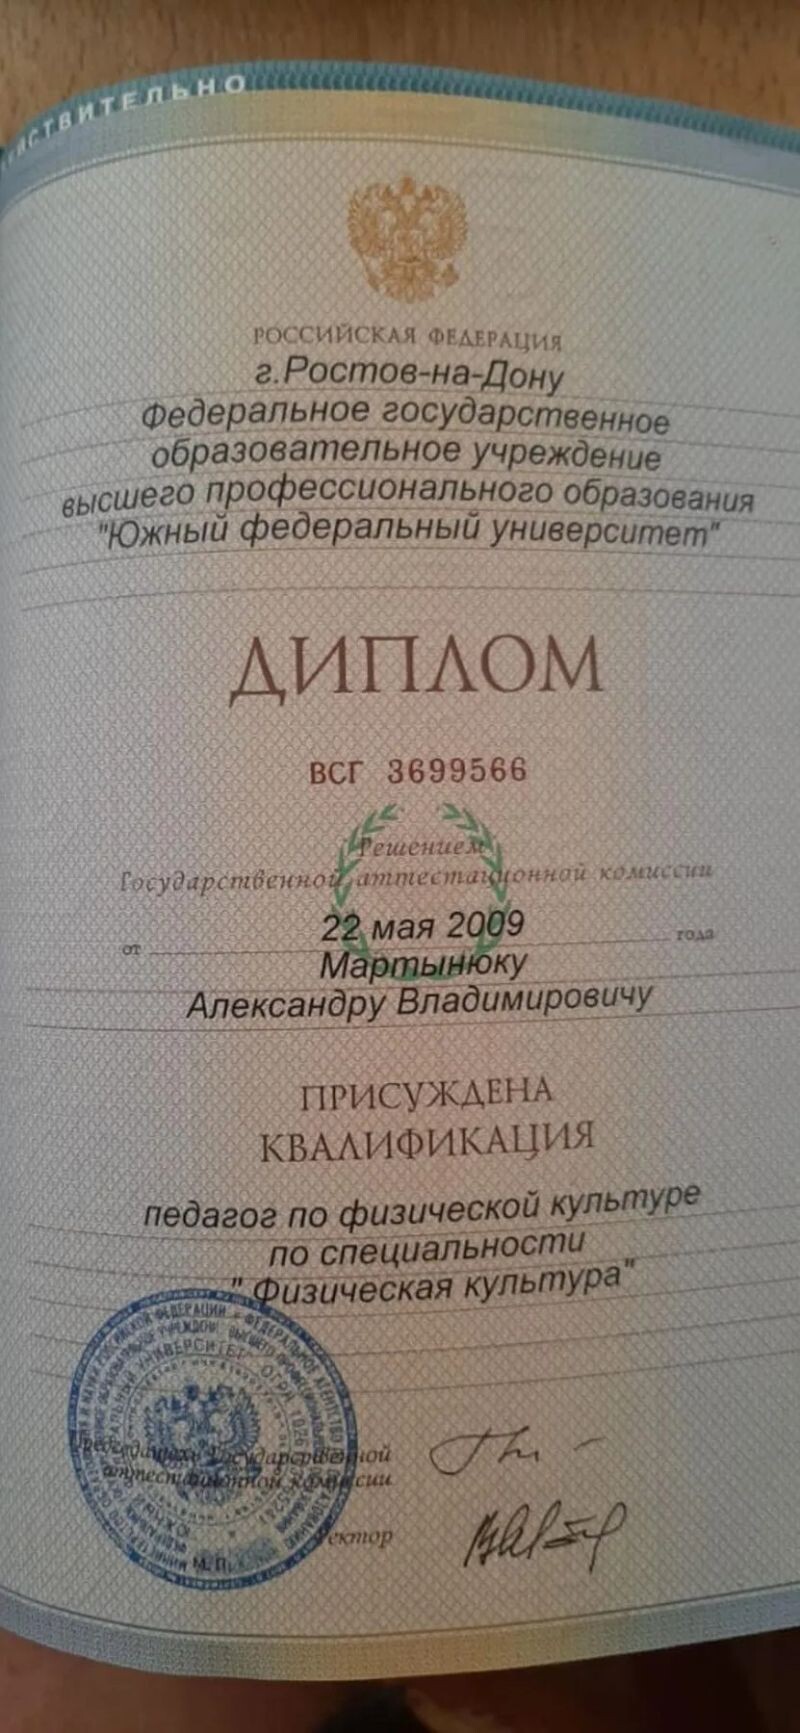 РОССИЙСКАЯ ФЕДЕРАЦИЯ
г.Ростов-на-Дону
Федеральное государственное
образовательное учреждение
высшего профессионального образования
"Южный федеральный университет"
ДИПЛОМ
ВСГ 3699566
Решением
Государственной аттестационной комиссии
от 22 мая 2009 года
Мартынюку
Александру Владимировичу
ПРИСУЖДЕНА
КВАЛИФИКАЦИЯ
педагог по физической культуре
по специальности
" Физическая культура"
Председатель Государственной
аттестационной комиссии
Ректор
М. П.